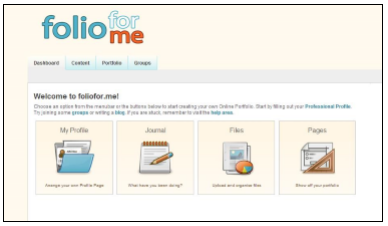 folio for me
Dashboard Content Portfolio Groups
Welcome to foliofor.me!
Choose an option from the menubar or the buttons below to start creating your own Online Portfolio. Start by filling out your Professional Profile.
Try joining some groups or writing a blog. If you are stuck, remember to visit the help area.
My Profile Journal Files Pages
Arrange your own Profile Page What have you been doing? Upload and organise files Show off your portfolio